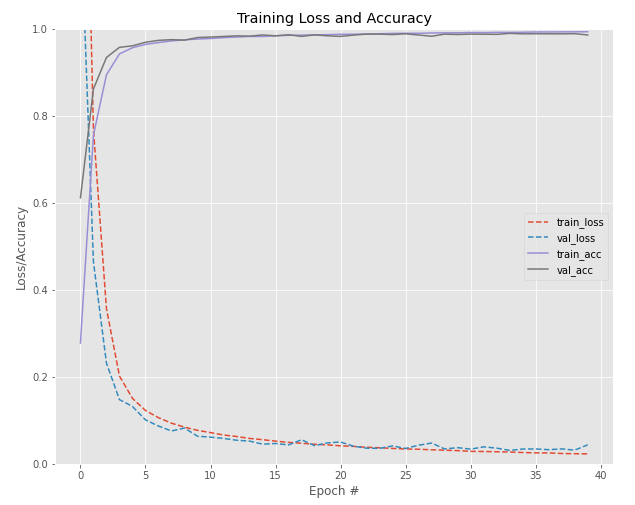 Training Loss and Accuracy
1.0
0.8
0.6
0.4
0.2
0.0
Loss/Accuracy
train_loss
val_loss
train_acc
val_acc
0 5 10 15 20 25 30 35 40
Epoch #